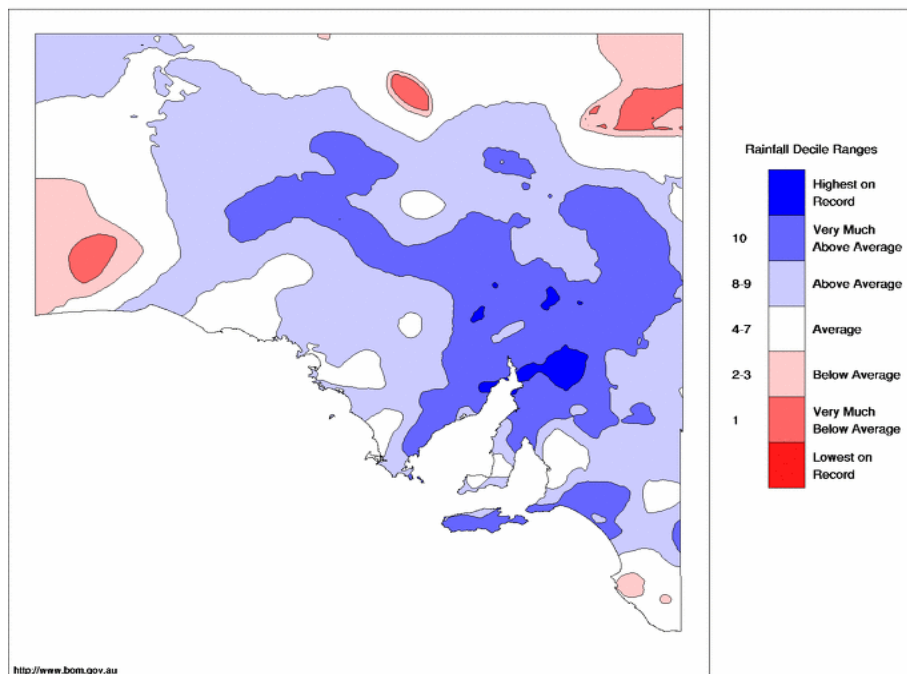 Rainfall Decile Ranges
Highest on
Record
10
Very Much
Above Average
8-9
Above Average
4-7
Average
2-3
Below Average
1
Very Much
Below Average
Lowest on
Record
http://www.bom.gov.au